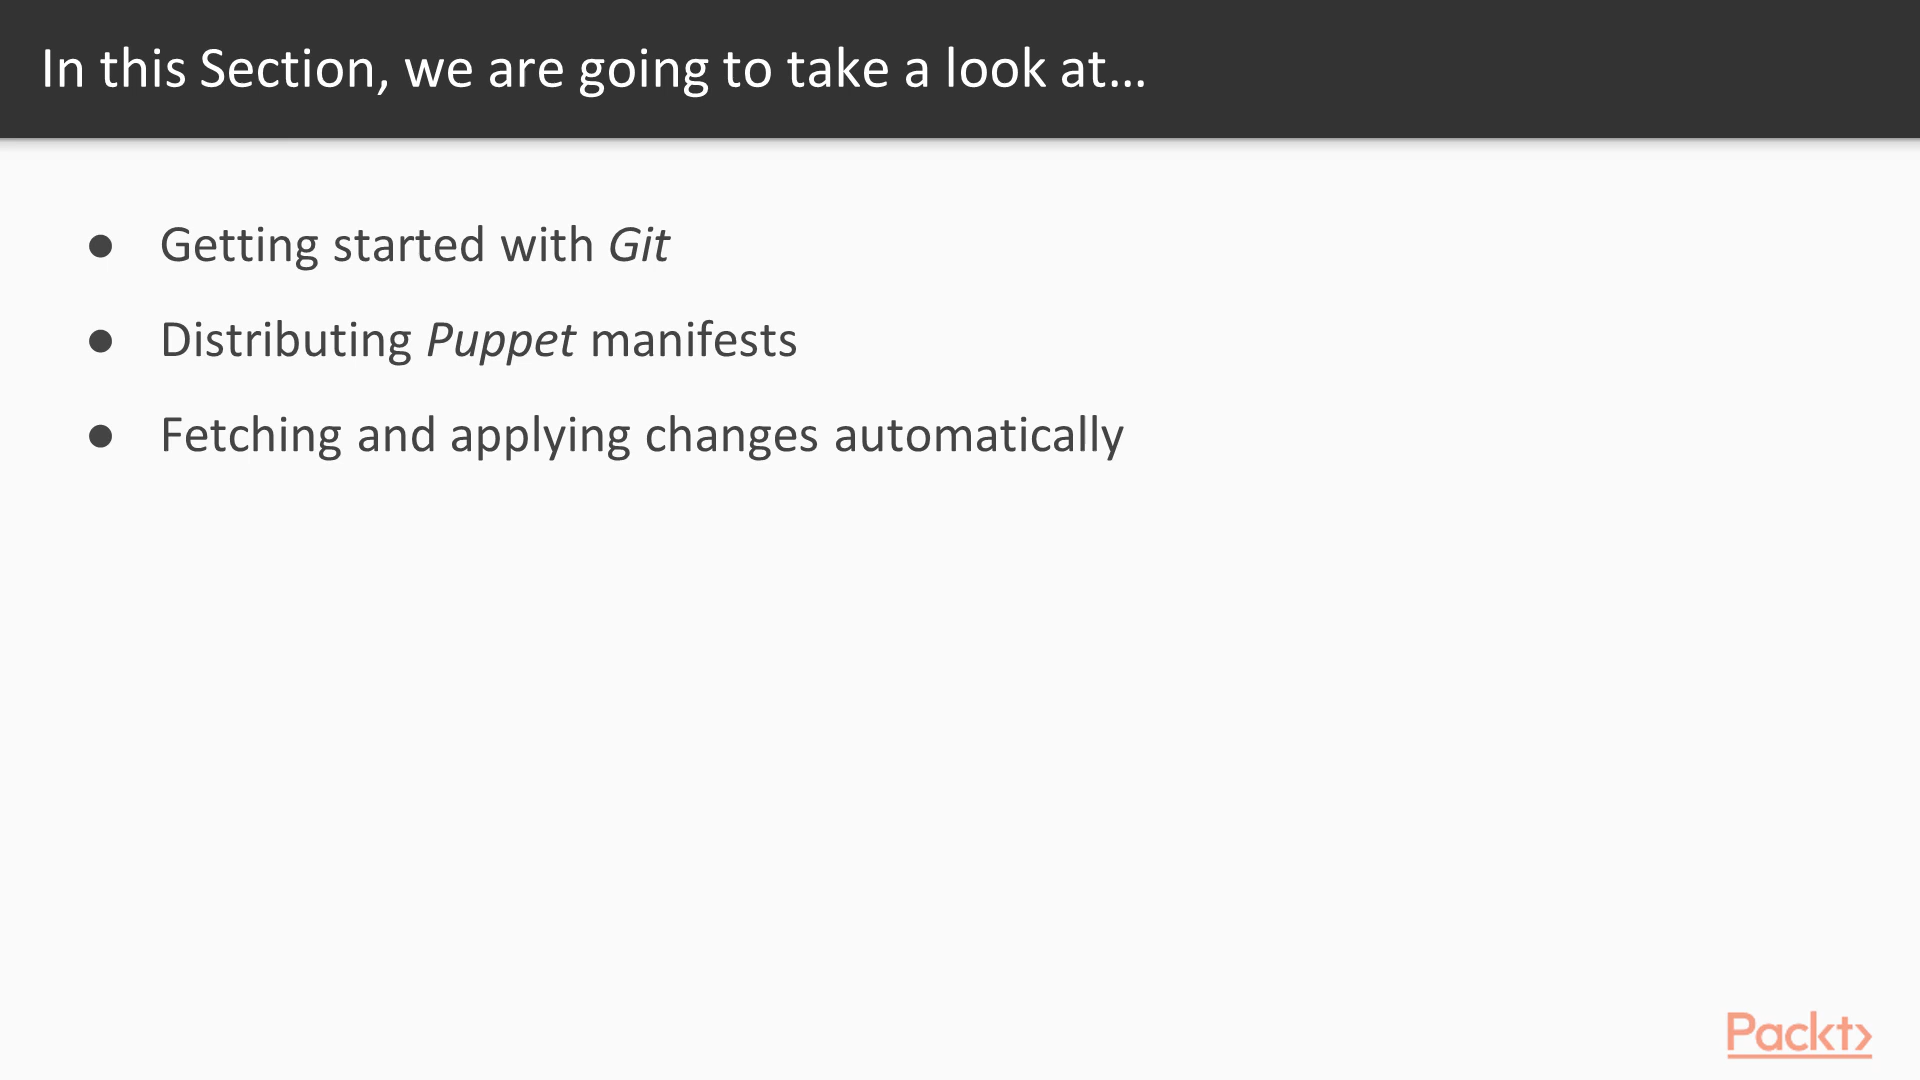 In this Section, we are going to take a look at…
● Getting started with Git
● Distributing Puppet manifests
● Fetching and applying changes automatically
Packt>